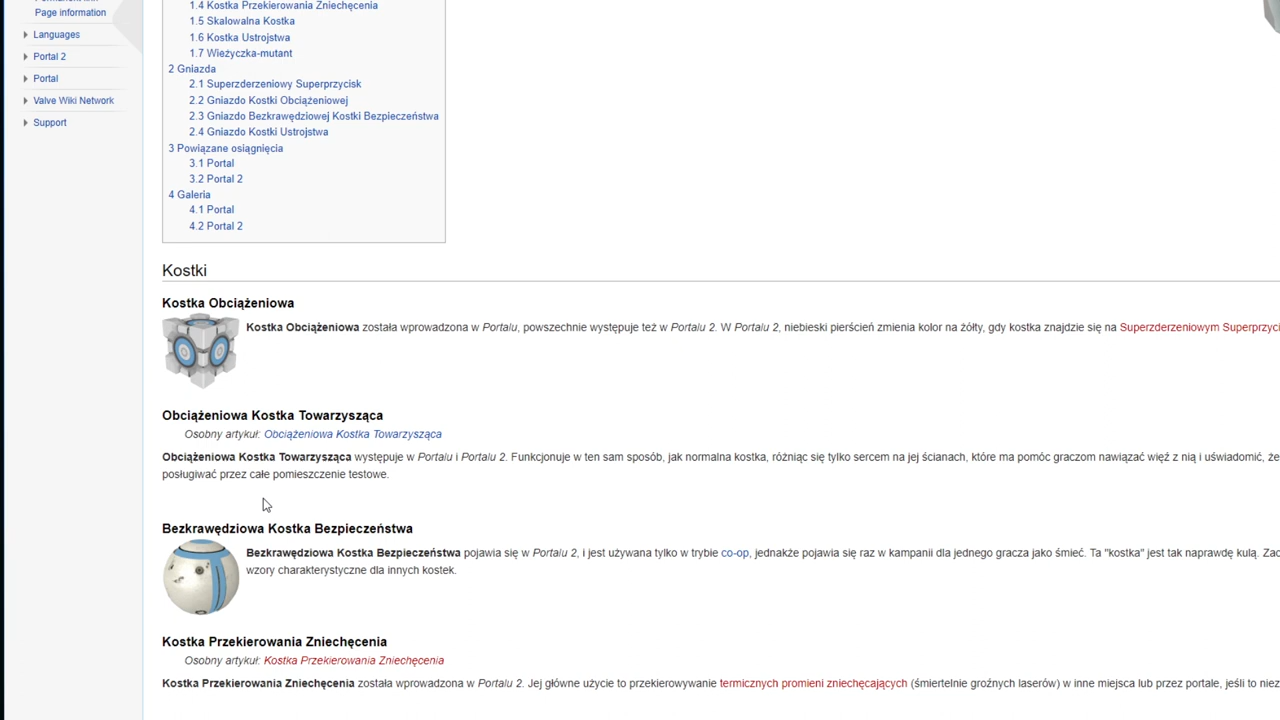 Page information
Languages
Portal 2
Portal
Valve Wiki Network
Support
1.4 Kostka Przekierowania Zniechęcenia
1.5 Skalowalna Kostka
1.6 Kostka Ustrojstwa
1.7 Wieżyczka-mutant
2 Gniazda
2.1 Superzderzeniowy Superprzycisk
2.2 Gniazdo Kostki Obciążeniowej
2.3 Gniazdo Bezkrawędziowej Kostki Bezpieczeństwa
2.4 Gniazdo Kostki Ustrojstwa
3 Powiązane osiągnięcia
3.1 Portal
3.2 Portal 2
4 Galeria
4.1 Portal
4.2 Portal 2
Kostki
Kostka Obciążeniowa
Kostka Obciążeniowa została wprowadzona w Portalu, powszechnie występuje też w Portalu 2. W Portalu 2, niebieski pierścień zmienia kolor na żółty, gdy kostka znajdzie się na Superzderzeniowym
Obciążeniowa Kostka Towarzysząca
Osobny artykuł: Obciążeniowa Kostka Towarzysząca
Obciążeniowa Kostka Towarzysząca występuje w Portalu i Portalu 2. Funkcjonuje w ten sam sposób, jak normalna kostka, różniąc się tylko sercem na jej ścianach, które ma pomóc graczom nawiązać więź z nią i uświadomić, że
posługiwać przez całe pomieszczenie testowe.
Bezkrawędziowa Kostka Bezpieczeństwa
Bezkrawędziowa Kostka Bezpieczeństwa pojawia się w Portalu 2, i jest używana tylko w trybie co-op, jednakże pojawia się raz w kampanii dla jednego gracza jako śmieć. Ta "kostka" jest tak naprawdę kulą.
wzory charakterystyczne dla innych kostek.
Kostka Przekierowania Zniechęcenia
Osobny artykuł: Kostka Przekierowania Zniechęcenia
Kostka Przekierowania Zniechęcenia została wprowadzona w Portalu 2. Jej główne użycie to przekierowywanie termicznych promieni zniechęcających (śmiertelnie groźnych laserów) w inne miejsca lub przez portale, jeśli to